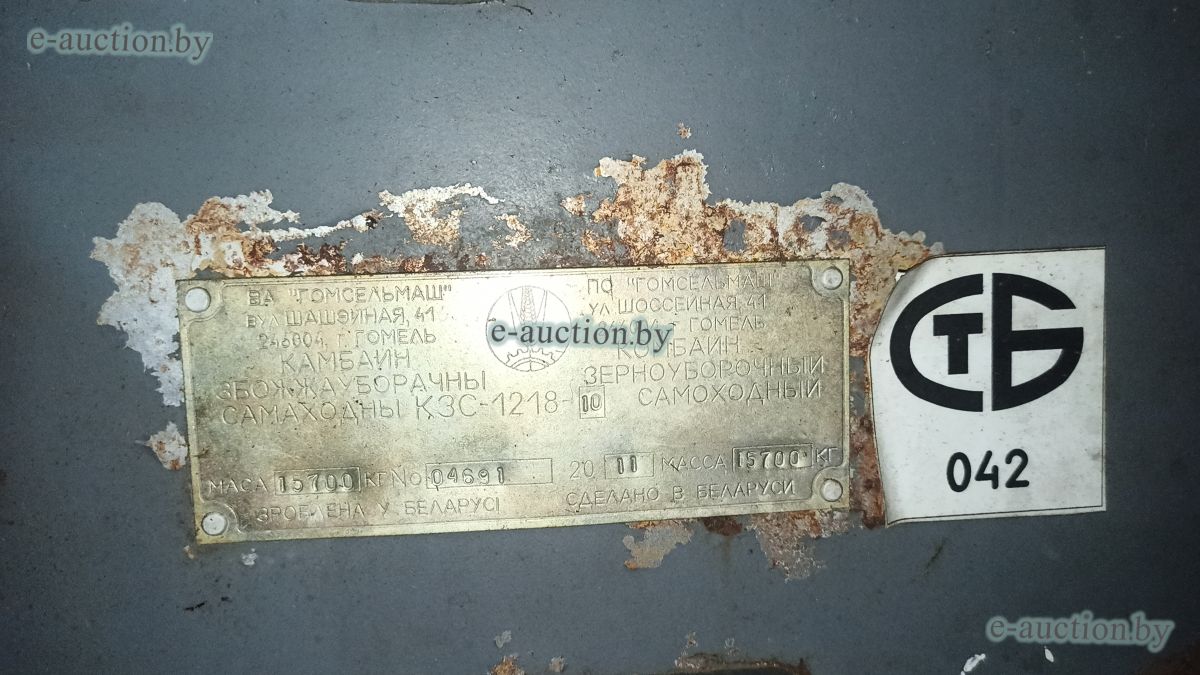 e-auction.by
ВА "ГОМСЕЛЬМАШ"
ВУЛ ШАШЭЙНАЯ, 41
246004, г. ГОМЕЛЬ
КАМБАЙН
ЗБОЖЖАУБОРАЧНЫ
САМАХОДНЫ КЗС-1218-10
ПО "ГОМСЕЛЬМАШ"
УЛ ШОССЕЙНАЯ, 41
ГОМЕЛЬ
КОМБАЙН
ЗЕРНОУБОРОЧНЫЙ
САМОХОДНЫЙ
e-auction.by
МАСА 15700 КГ No 04691 20 11 МАССА 15700 КГ
ЗРОБЛЕНА У БЕЛАРУСІ СДЕЛАНО В БЕЛАРУСИ
СТБ
042
e-auction.by